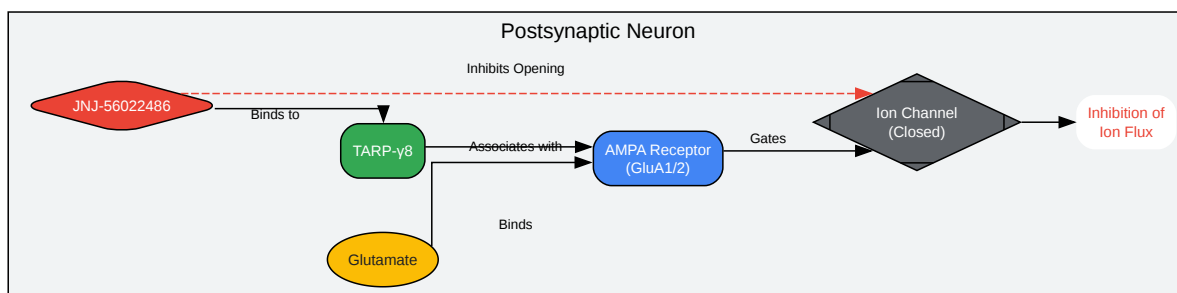 Postsynaptic Neuron
Inhibits Opening
JNJ-56022486
Binds to
TARP-γ8
Associates with
AMPA Receptor
(GluA1/2)
Gates
Ion Channel
(Closed)
Inhibition of
Ion Flux
Binds
Glutamate